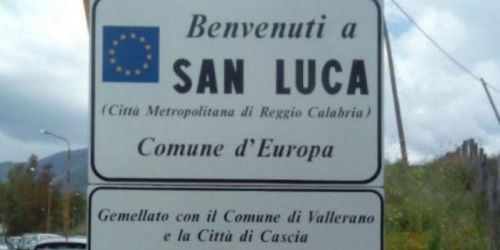 Benvenuti a
SAN LUCA
(Città Metropolitana di Reggio Calabria)
Comune d'Europa
Gemellato con il Comune di Vallerano
e la Città di Cascia